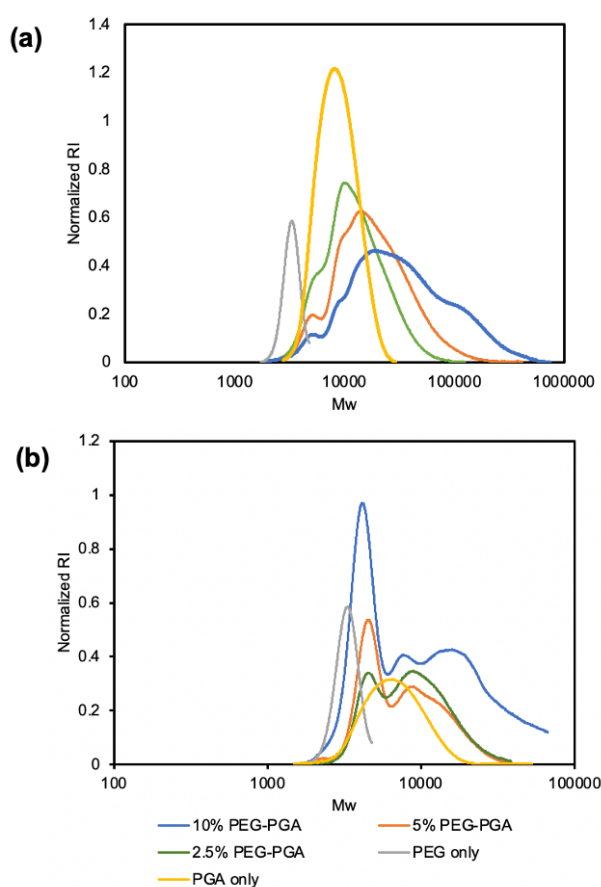 (a)
Normalized RI
1.4
1.2
1
0.8
0.6
0.4
0.2
0
100 1000 10000 100000 1000000
Mw
(b)
Normalized RI
1.2
1
0.8
0.6
0.4
0.2
0
100 1000 10000 100000
Mw
10% PEG-PGA 5% PEG-PGA
2.5% PEG-PGA PEG only
PGA only